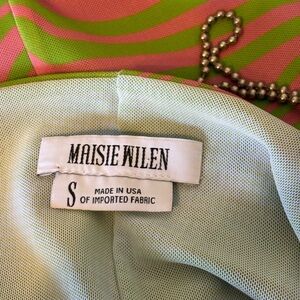 MAISIE WILEN
S
MADE IN USA
OF IMPORTED FABRIC